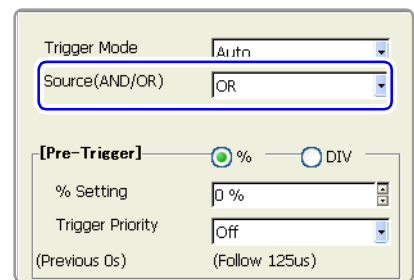 Trigger Mode Auto
Source(AND/OR) OR
[Pre-Trigger] % DIV
% Setting 0 %
Trigger Priority Off
(Previous 0s) (Follow 125us)